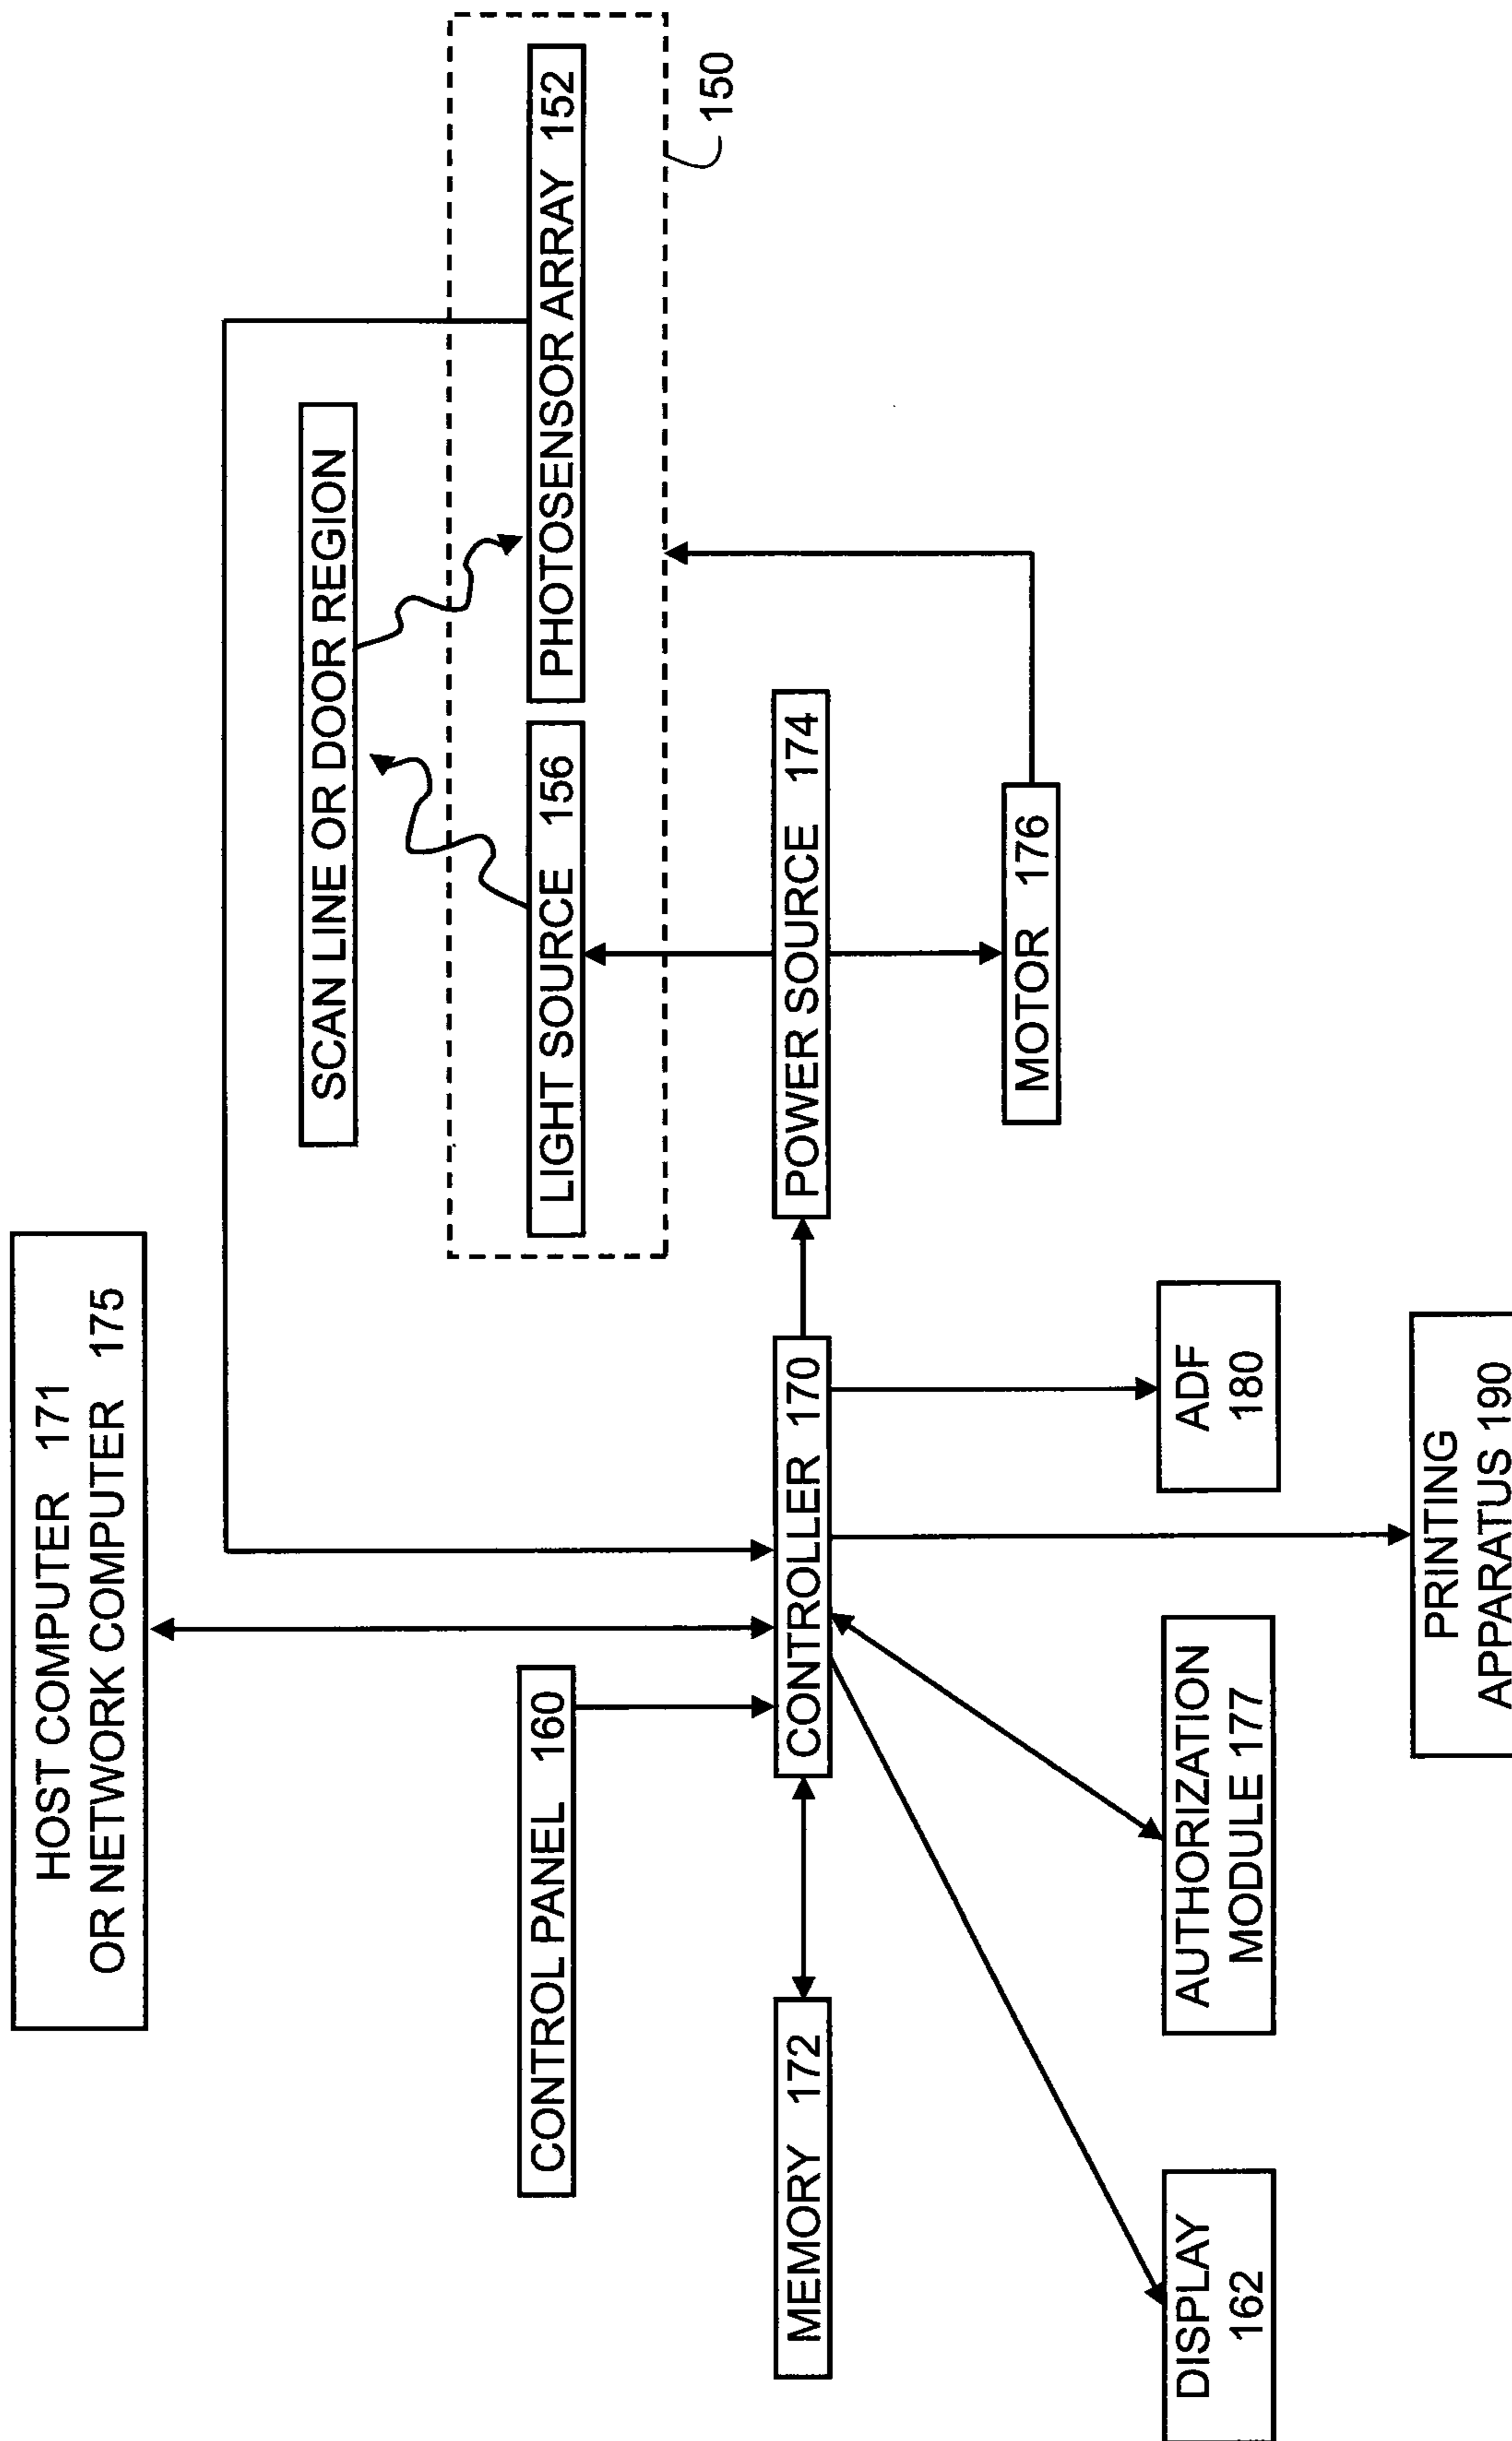 HOST COMPUTER 171
OR NETWORK COMPUTER 175
SCAN LINE OR DOOR REGION
CONTROL PANEL 160
LIGHT SOURCE 156
PHOTOSENSOR ARRAY 152
150
MEMORY 172
CONTROLLER 170
POWER SOURCE 174
MOTOR 176
DISPLAY
162
AUTHORIZATION
MODULE 177
ADF
180
PRINTING
APPARATUS 190